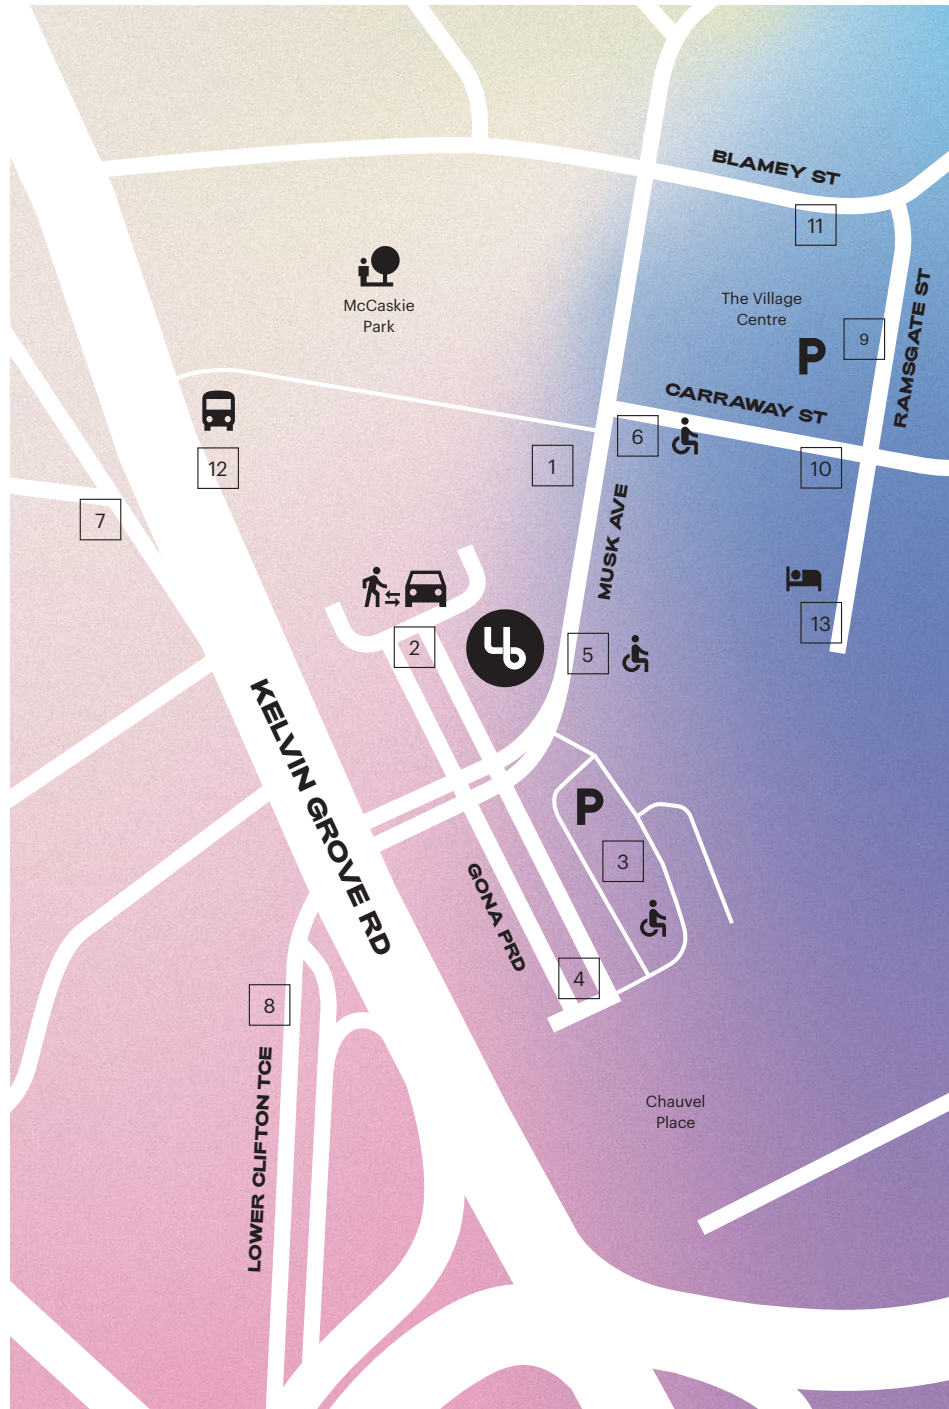 BLAMEY ST
11
McCaskie
Park
The Village
Centre
P
9
RAMSGATE ST
CARRAWAY ST
6
1
12
10
7
MUSK AVE
13
2
5
KELVIN GROVE RD
P
3
GONA PRD
4
8
LOWER CLIFTON TCE
Chauvel
Place